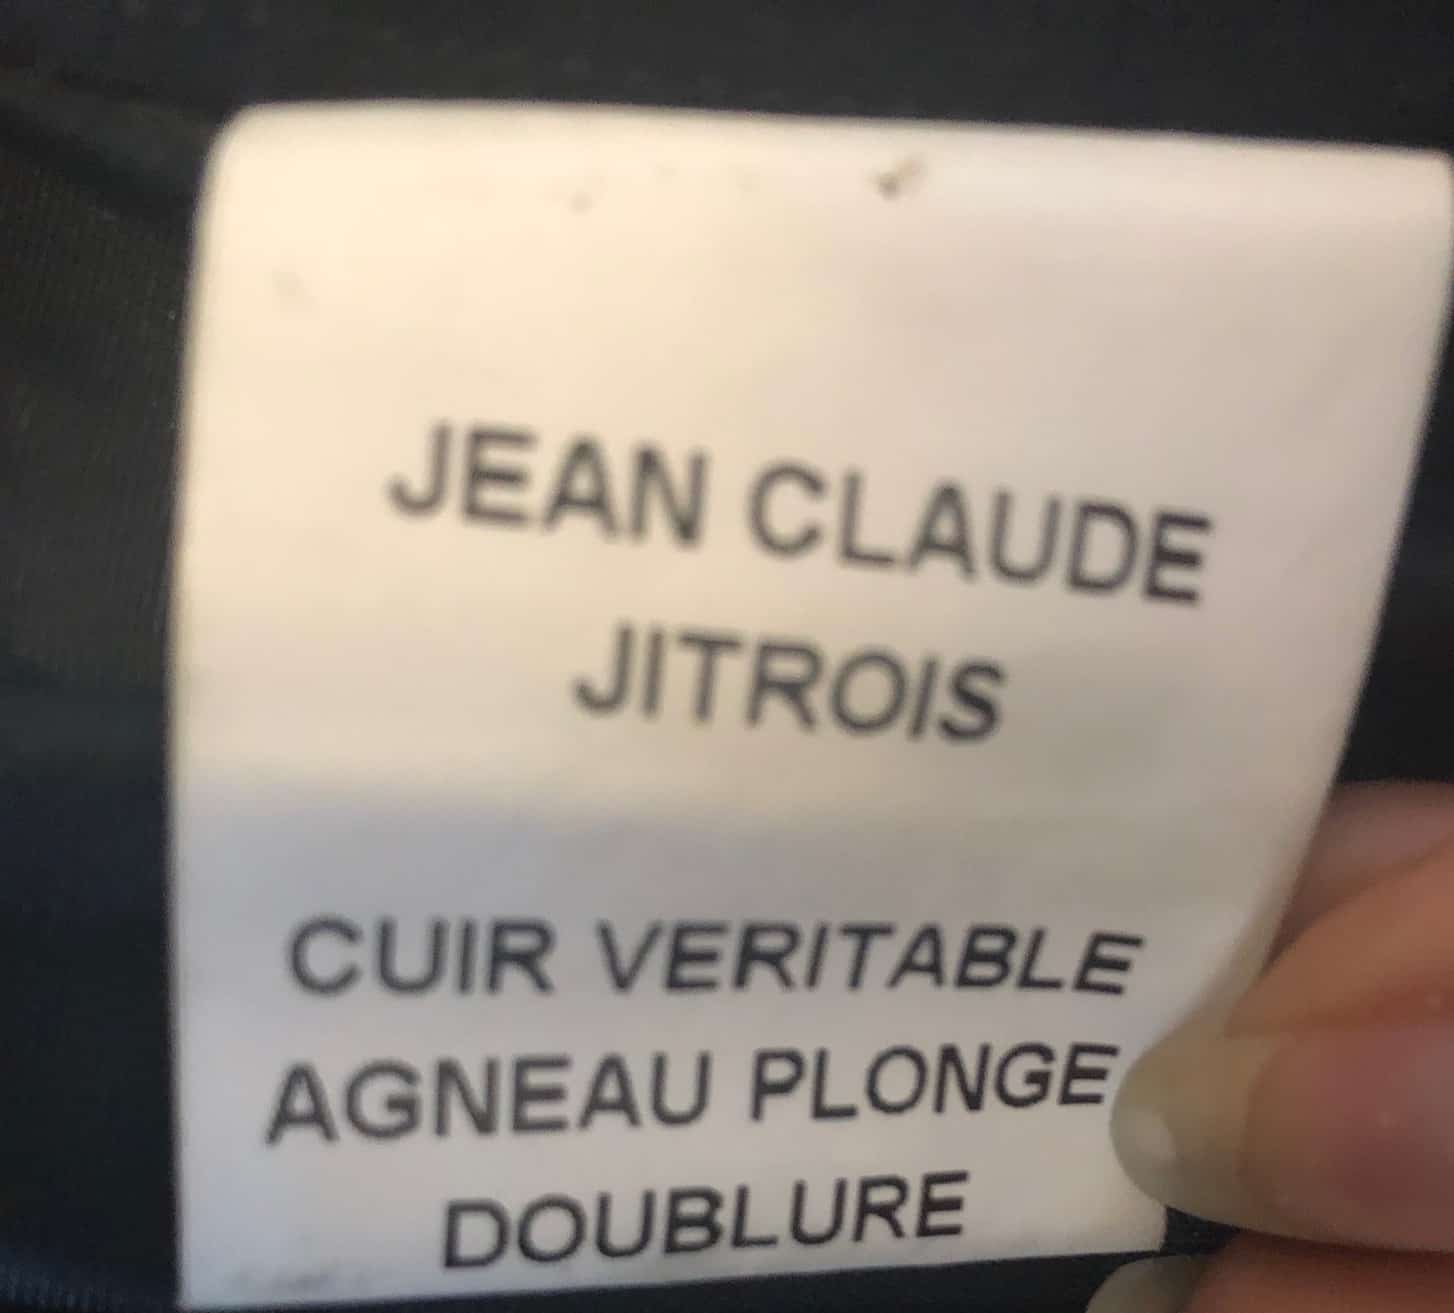 JEAN CLAUDE
JITROIS
CUIR VERITABLE
AGNEAU PLONGE
DOUBLURE